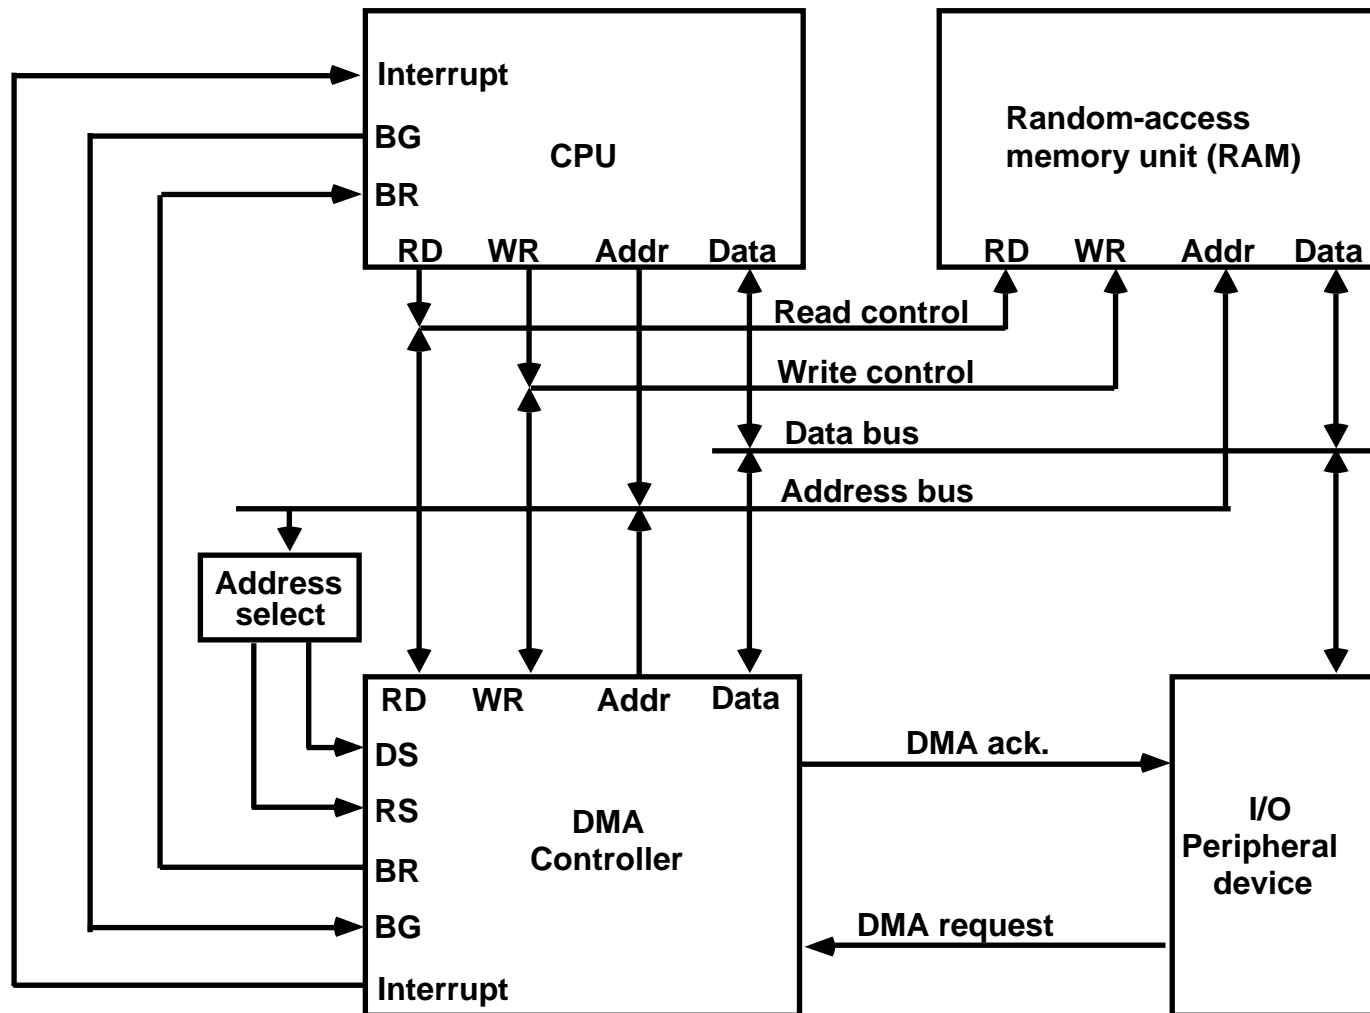 Interrupt
BG
CPU
BR
RD WR Addr Data
Random-access
memory unit (RAM)
RD WR Addr Data
Read control
Write control
Data bus
Address bus
Address
select
RD WR Addr Data
DS
RS
BR
BG
Interrupt
DMA
Controller
DMA ack.
DMA request
I/O
Peripheral
device